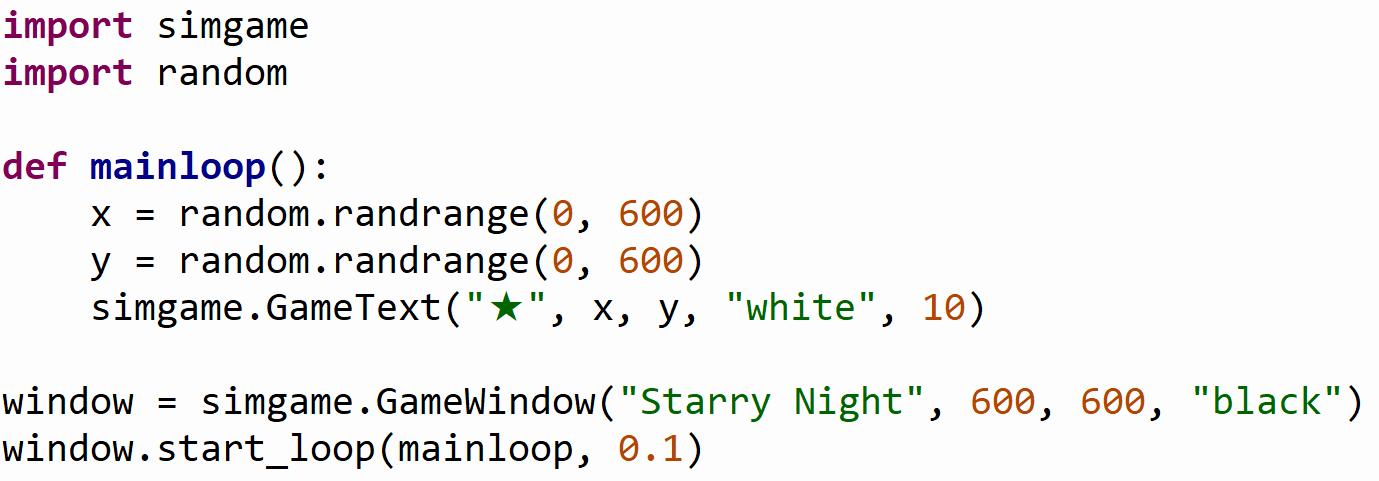 import simgame
import random
def mainloop():
    x = random.randrange(0, 600)
    y = random.randrange(0, 600)
    simgame.GameText("★", x, y, "white", 10)
window = simgame.GameWindow("Starry Night", 600, 600, "black")
window.start_loop(mainloop, 0.1)